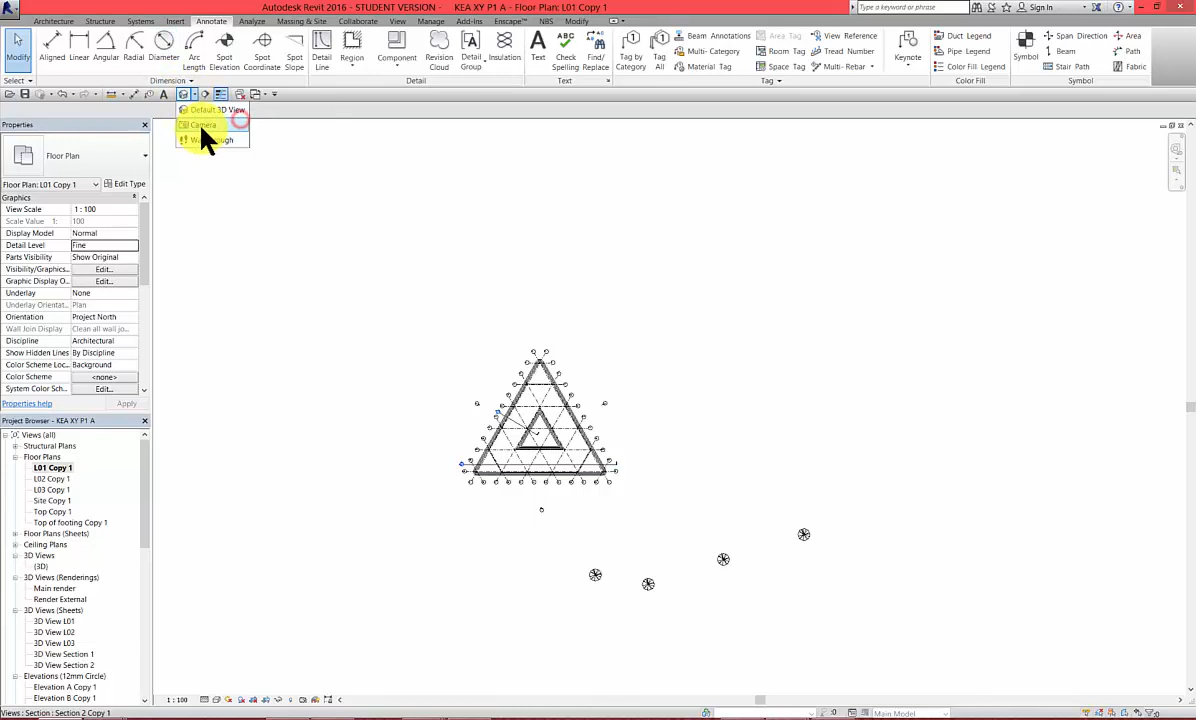 Autodesk Revit 2016 - STUDENT VERSION - KEA XY P1 A - Floor Plan: L01 Copy 1
Type a keyword or phrase
Sign In
Architecture Structure Systems Insert Annotate Analyze Massing & Site Collaborate View Manage Add-Ins Enscape™ NBS Modify
Modify
Aligned Linear Angular Radial Diameter Arc Length Spot Elevation Spot Coordinate Spot Slope
Detail Line Region Component Revision Cloud Detail Group Insulation
Text Check Spelling Find/ Replace
Tag by Category Tag All
Beam Annotations Area Tag View Reference
Multi-Category Room Tag Tread Number
Material Tag Space Tag Multi-Rebar
Keynote
Duct Legend
Pipe Legend
Color Fill Legend
Symbol
Span Direction Area
Beam Path
Stair Path Fabric
Select Dimension Detail Text Tag Color Fill Symbol
Default 3D View
Camera
Properties
Floor Plan
Floor Plan: L01 Copy 1 Edit Type
Graphics
View Scale 1 : 100
Scale Value 1: 100
Display Model Normal
Detail Level Fine
Parts Visibility Show Original
Visibility/Graphics... Edit...
Graphic Display O... Edit...
Underlay None
Underlay Orientat... Plan
Orientation Project North
Wall Join Display Clean all wall jo...
Discipline Architectural
Show Hidden Lines By Discipline
Color Scheme Loc... Background
Color Scheme <none>
System Color Sch... Edit...
Properties help Apply
Project Browser - KEA XY P1 A
Views (all)
Structural Plans
Floor Plans
L01 Copy 1
L02 Copy 1
L03 Copy 1
Site Copy 1
Top Copy 1
Top of footing Copy 1
Floor Plans (Sheets)
Ceiling Plans
3D Views
{3D}
3D Views (Renderings)
Main render
Render External
3D Views (Sheets)
3D View L01
3D View L02
3D View L03
3D View Section 1
3D View Section 2
Elevations (12mm Circle)
Elevation A Copy 1
Elevation B Copy 1
1 : 100
Views : Section : Section 2 Copy 1
:0
Main Model